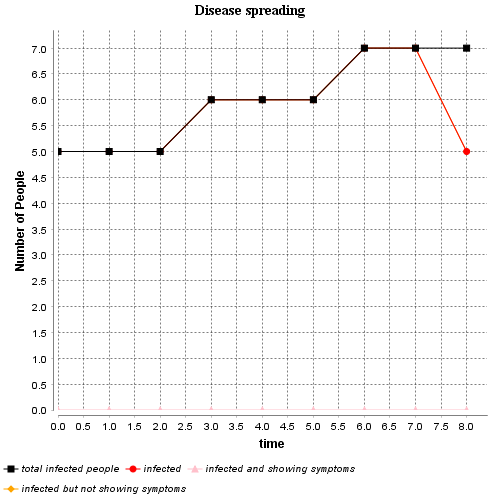 Disease spreading
7.0
6.5
6.0
5.5
5.0
4.5
4.0
3.5
3.0
2.5
2.0
1.5
1.0
0.5
0.0
Number of People
0.0 0.5 1.0 1.5 2.0 2.5 3.0 3.5 4.0 4.5 5.0 5.5 6.0 6.5 7.0 7.5 8.0
time
total infected people infected infected and showing symptoms
infected but not showing symptoms